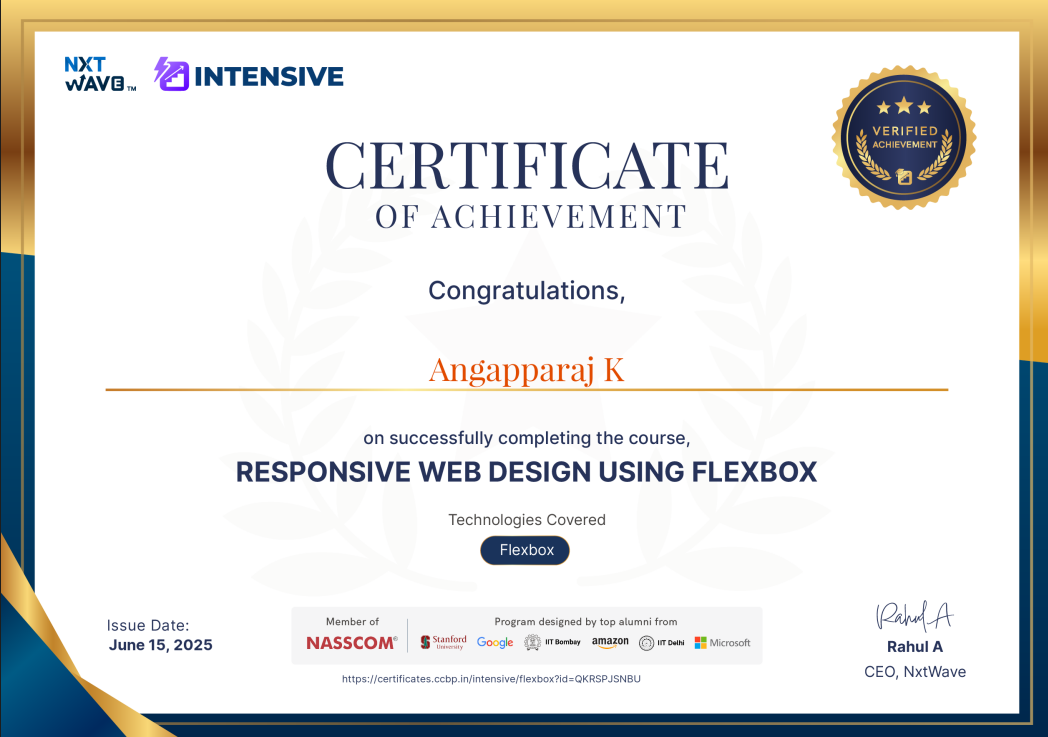 NXT
WAVE TM
INTENSIVE
VERIFIED
ACHIEVEMENT
CERTIFICATE
OF ACHIEVEMENT
Congratulations,
Angapparaj K
on successfully completing the course,
RESPONSIVE WEB DESIGN USING FLEXBOX
Technologies Covered
Flexbox
Issue Date:
June 15, 2025
Member of
NASSCOM®
Program designed by top alumni from
Stanford
University
Google
IIT Bombay
amazon
IIT Delhi
Microsoft
https://certificates.ccbp.in/intensive/flexbox?id=QKRSPJSNBU
Rahul A
Rahul A
CEO, NxtWave